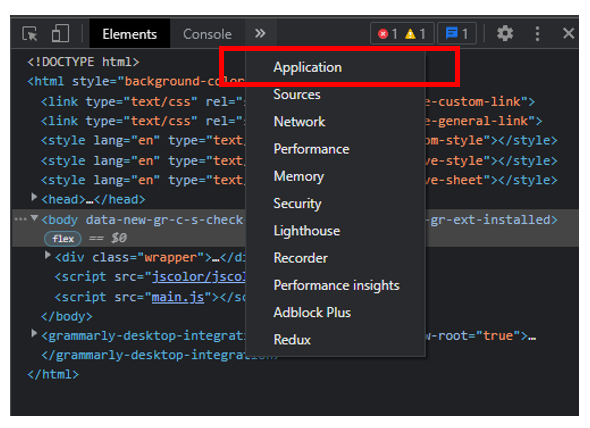 Elements Console » 1 1 1
<!DOCTYPE html>
Application
<html style="background-color
Sources
<link type="text/css" rel=" e-custom-link">
Network
<link type="text/css" rel=" e-general-link">
<style lang="en" type="text/ om-style"></style>
Performance
<style lang="en" type="text/ ve-style"></style>
Memory
<style lang="en" type="text/ ve-sheet"></style>
<head>…</head>
Security
<body data-new-gr-c-s-check gr-ext-installed>
Lighthouse
flex == $0
Recorder
<div class="wrapper">…</di
<script src="jscolor/jscol
Performance insights
<script src="main.js"></sc
Adblock Plus
</body>
<grammarly-desktop-integrat w-root="true">…
Redux
</grammarly-desktop-integration>
</html>